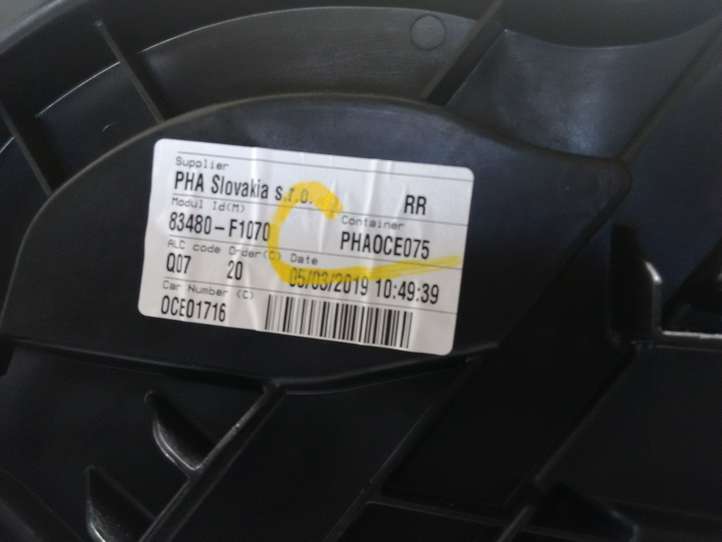 Supplier
PHA Slovakia s.r.o. RR
Modul Id(M) Container
83480-F1070 PHAOCE075
ALC code Order(C) Date
Q07 20 05/03/2019 10:49:39
Car Number (C)
OCE01716